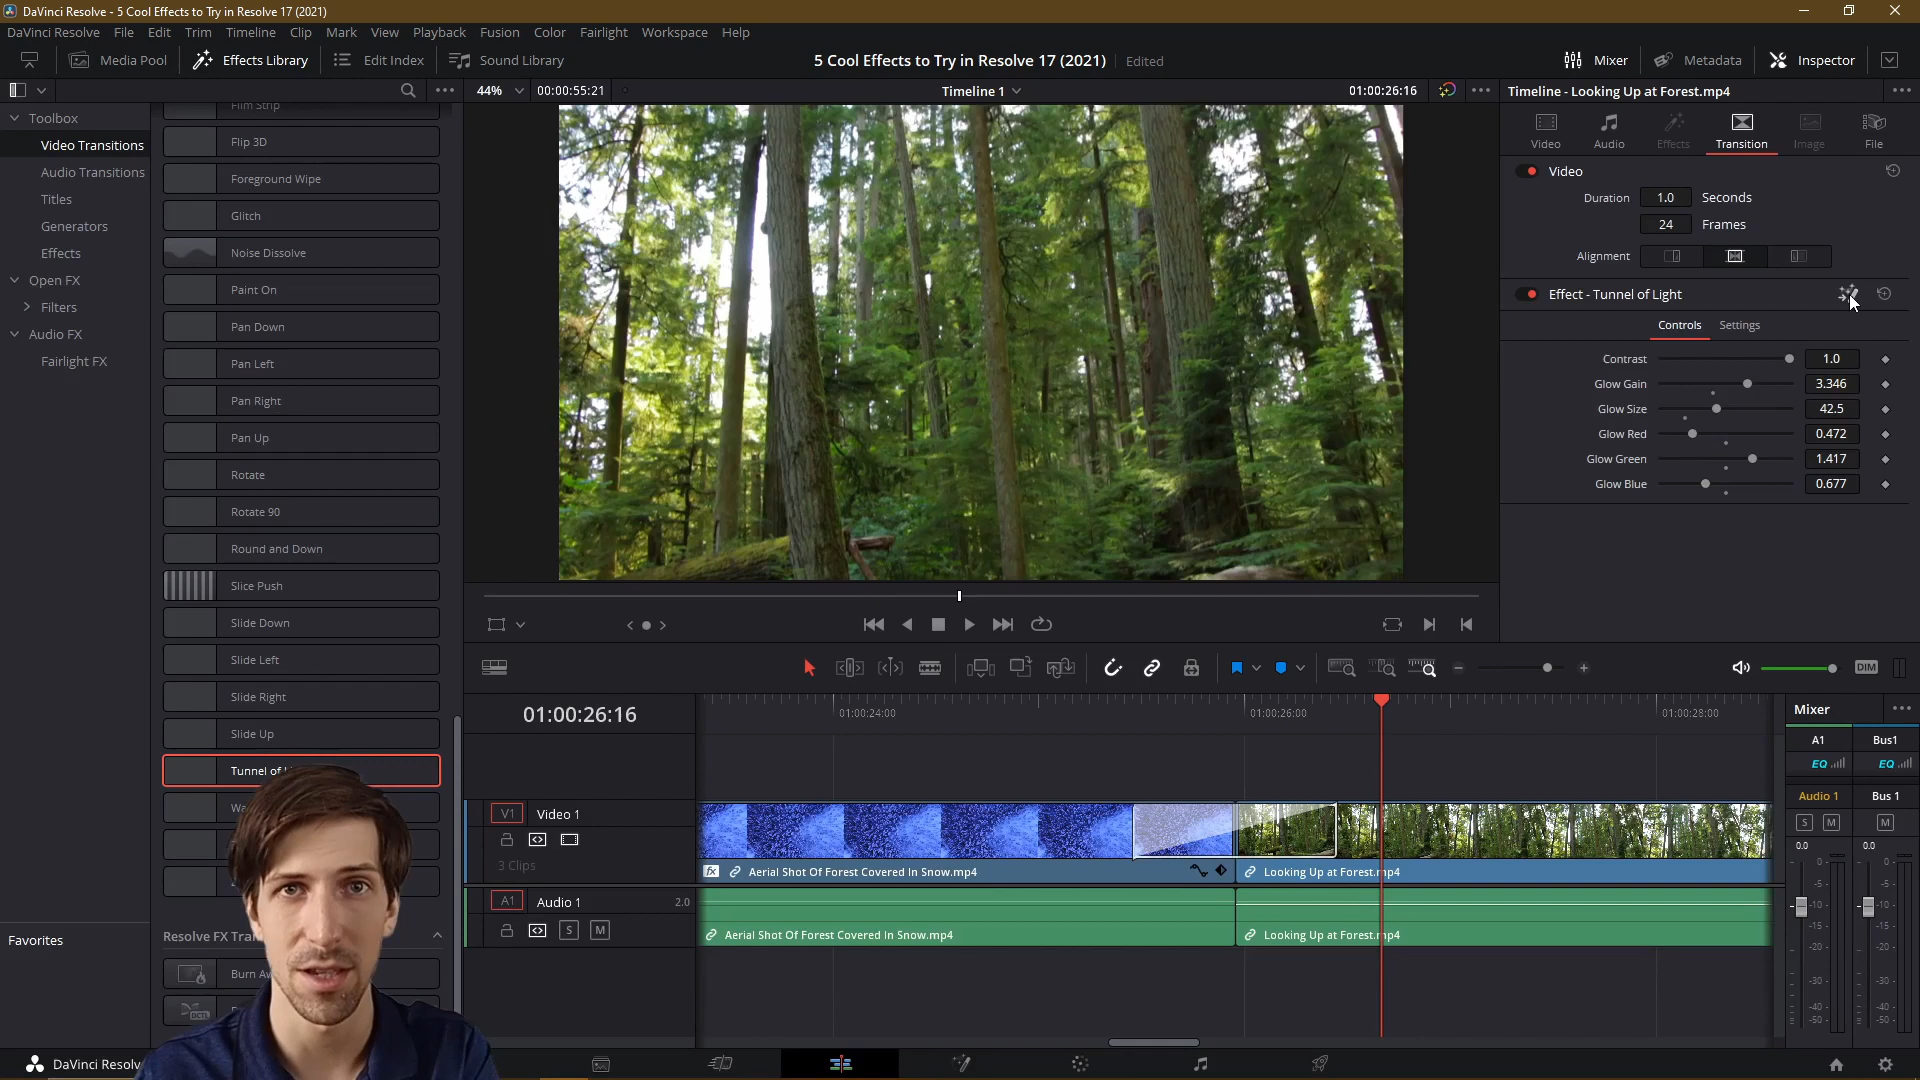 DaVinci Resolve - 5 Cool Effects to Try in Resolve 17 (2021)
DaVinci Resolve File Edit Trim Timeline Clip Mark View Playback Fusion Color Fairlight Workspace Help
Media Pool Effects Library Edit Index Sound Library
5 Cool Effects to Try in Resolve 17 (2021) Edited
Mixer Metadata Inspector
44% 00:00:55:21 Timeline 1 01:00:26:16
Timeline - Looking Up at Forest.mp4
Toolbox
Video Transitions
Audio Transitions
Titles
Generators
Effects
Open FX
Filters
Audio FX
Fairlight FX
Favorites
Film Strip
Flip 3D
Foreground Wipe
Glitch
Noise Dissolve
Paint On
Pan Down
Pan Left
Pan Right
Pan Up
Rotate
Rotate 90
Round and Down
Slice Push
Slide Down
Slide Left
Slide Right
Slide Up
Tunnel of
Resolve FX
Burn
DCTL
Video Audio Effects Transition Image File
Video
Duration 1.0 Seconds
24 Frames
Alignment
Effect - Tunnel of Light
Controls Settings
Contrast 1.0
Glow Gain 3.346
Glow Size 42.5
Glow Red 0.472
Glow Green 1.417
Glow Blue 0.677
DIM
01:00:26:16
01:00:24:00 01:00:26:00 01:00:28:00
V1 Video 1
3 Clips
fx Aerial Shot Of Forest Covered In Snow.mp4
Looking Up at Forest.mp4
A1 Audio 1 2.0
S M
Aerial Shot Of Forest Covered In Snow.mp4
Looking Up at Forest.mp4
Mixer
A1 Bus1
EQ EQ
Audio 1 Bus 1
S M M
0.0 0.0
-5 -5
-10 -10
-15 -15
-20 -20
-30 -30
-40 -40
-50 -50
DaVinci Resolv